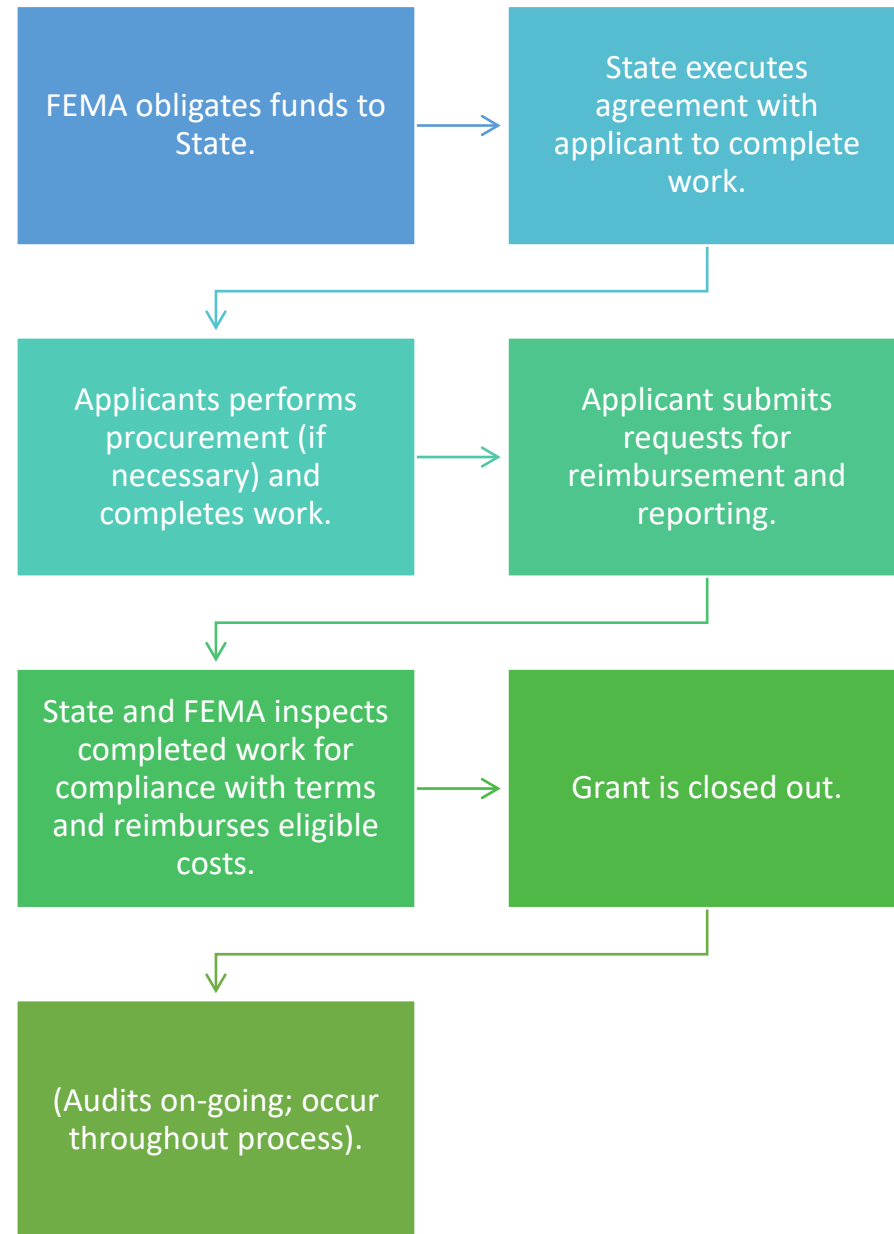 FEMA obligates funds to
State.
State executes
agreement with
applicant to complete
work.
Applicants performs
procurement (if
necessary) and
completes work.
Applicant submits
requests for
reimbursement and
reporting.
State and FEMA inspects
completed work for
compliance with terms
and reimburses eligible
costs.
Grant is closed out.
(Audits on-going; occur
throughout process).